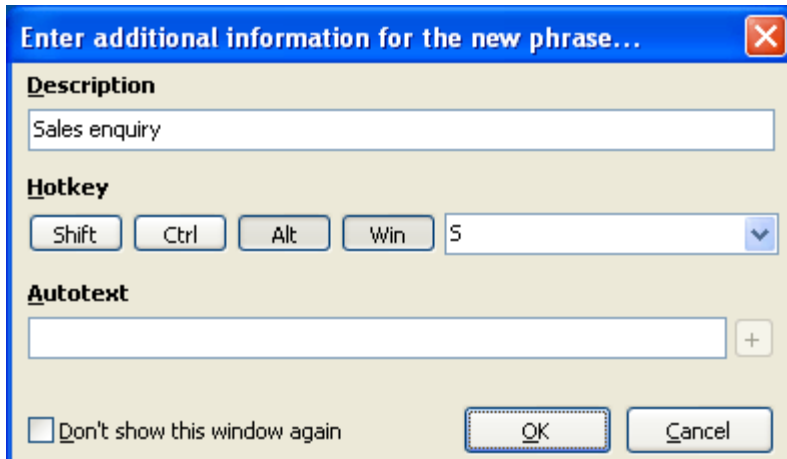 Enter additional information for the new phrase...
Description
Sales enquiry
Hotkey
Shift Ctrl Alt Win S
Autotext
+
Don't show this window again OK Cancel